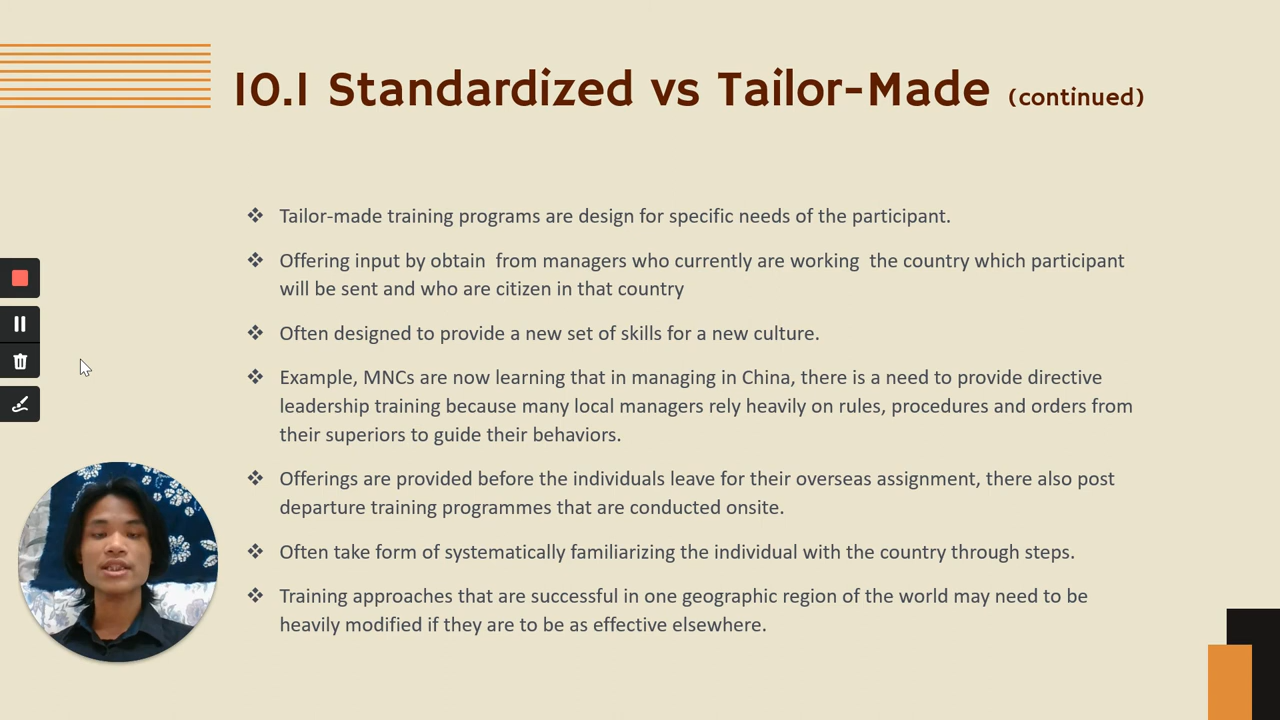 10.1 Standardized vs Tailor-Made (continued)
❖ Tailor-made training programs are design for specific needs of the participant.
❖ Offering input by obtain  from managers who currently are working  the country which participant
will be sent and who are citizen in that country
❖ Often designed to provide a new set of skills for a new culture.
❖ Example, MNCs are now learning that in managing in China, there is a need to provide directive
leadership training because many local managers rely heavily on rules, procedures and orders from
their superiors to guide their behaviors.
❖ Offerings are provided before the individuals leave for their overseas assignment, there also post
departure training programmes that are conducted onsite.
❖ Often take form of systematically familiarizing the individual with the country through steps.
❖ Training approaches that are successful in one geographic region of the world may need to be
heavily modified if they are to be as effective elsewhere.